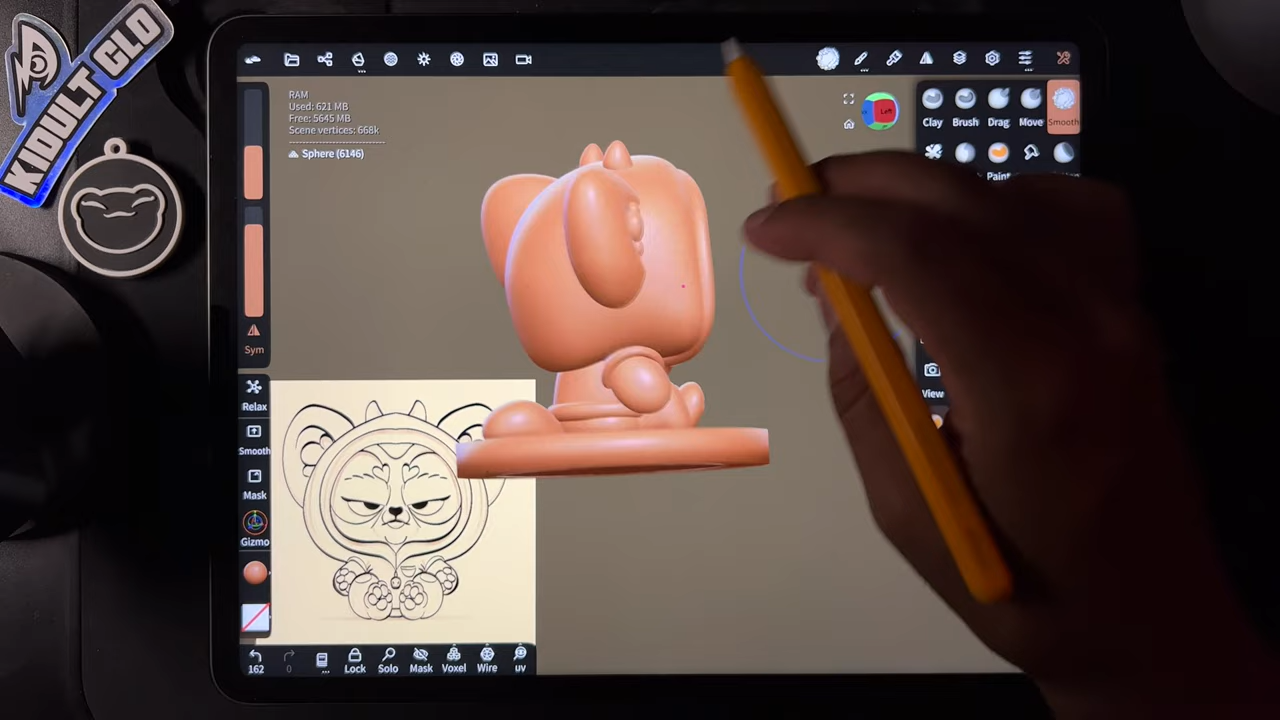 KIDULT CLO
RAM
Used: 621 MB
Free: 5645 MB
Scene vertices: 668k
Sphere (6146)
Left
Clay
Brush
Drag
Move
Smooth
Paint
Sym
Relax
Smooth
Mask
Gizmo
View
162
0
Lock
Solo
Mask
Voxel
Wire
uv